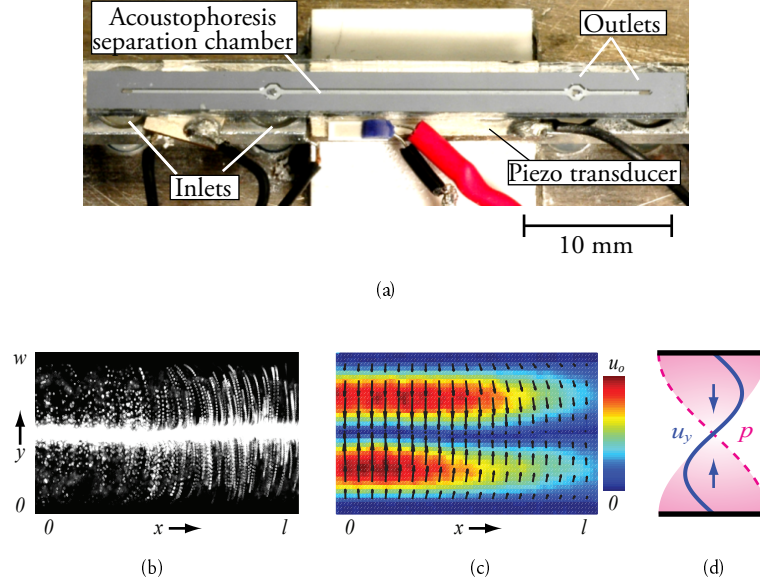 Acoustophoresis
separation chamber
Outlets
Inlets
Piezo transducer
10 mm
(a)
w
y
0
0 x l
(b)
u_o
0
0 x l
(c)
u_y p
(d)